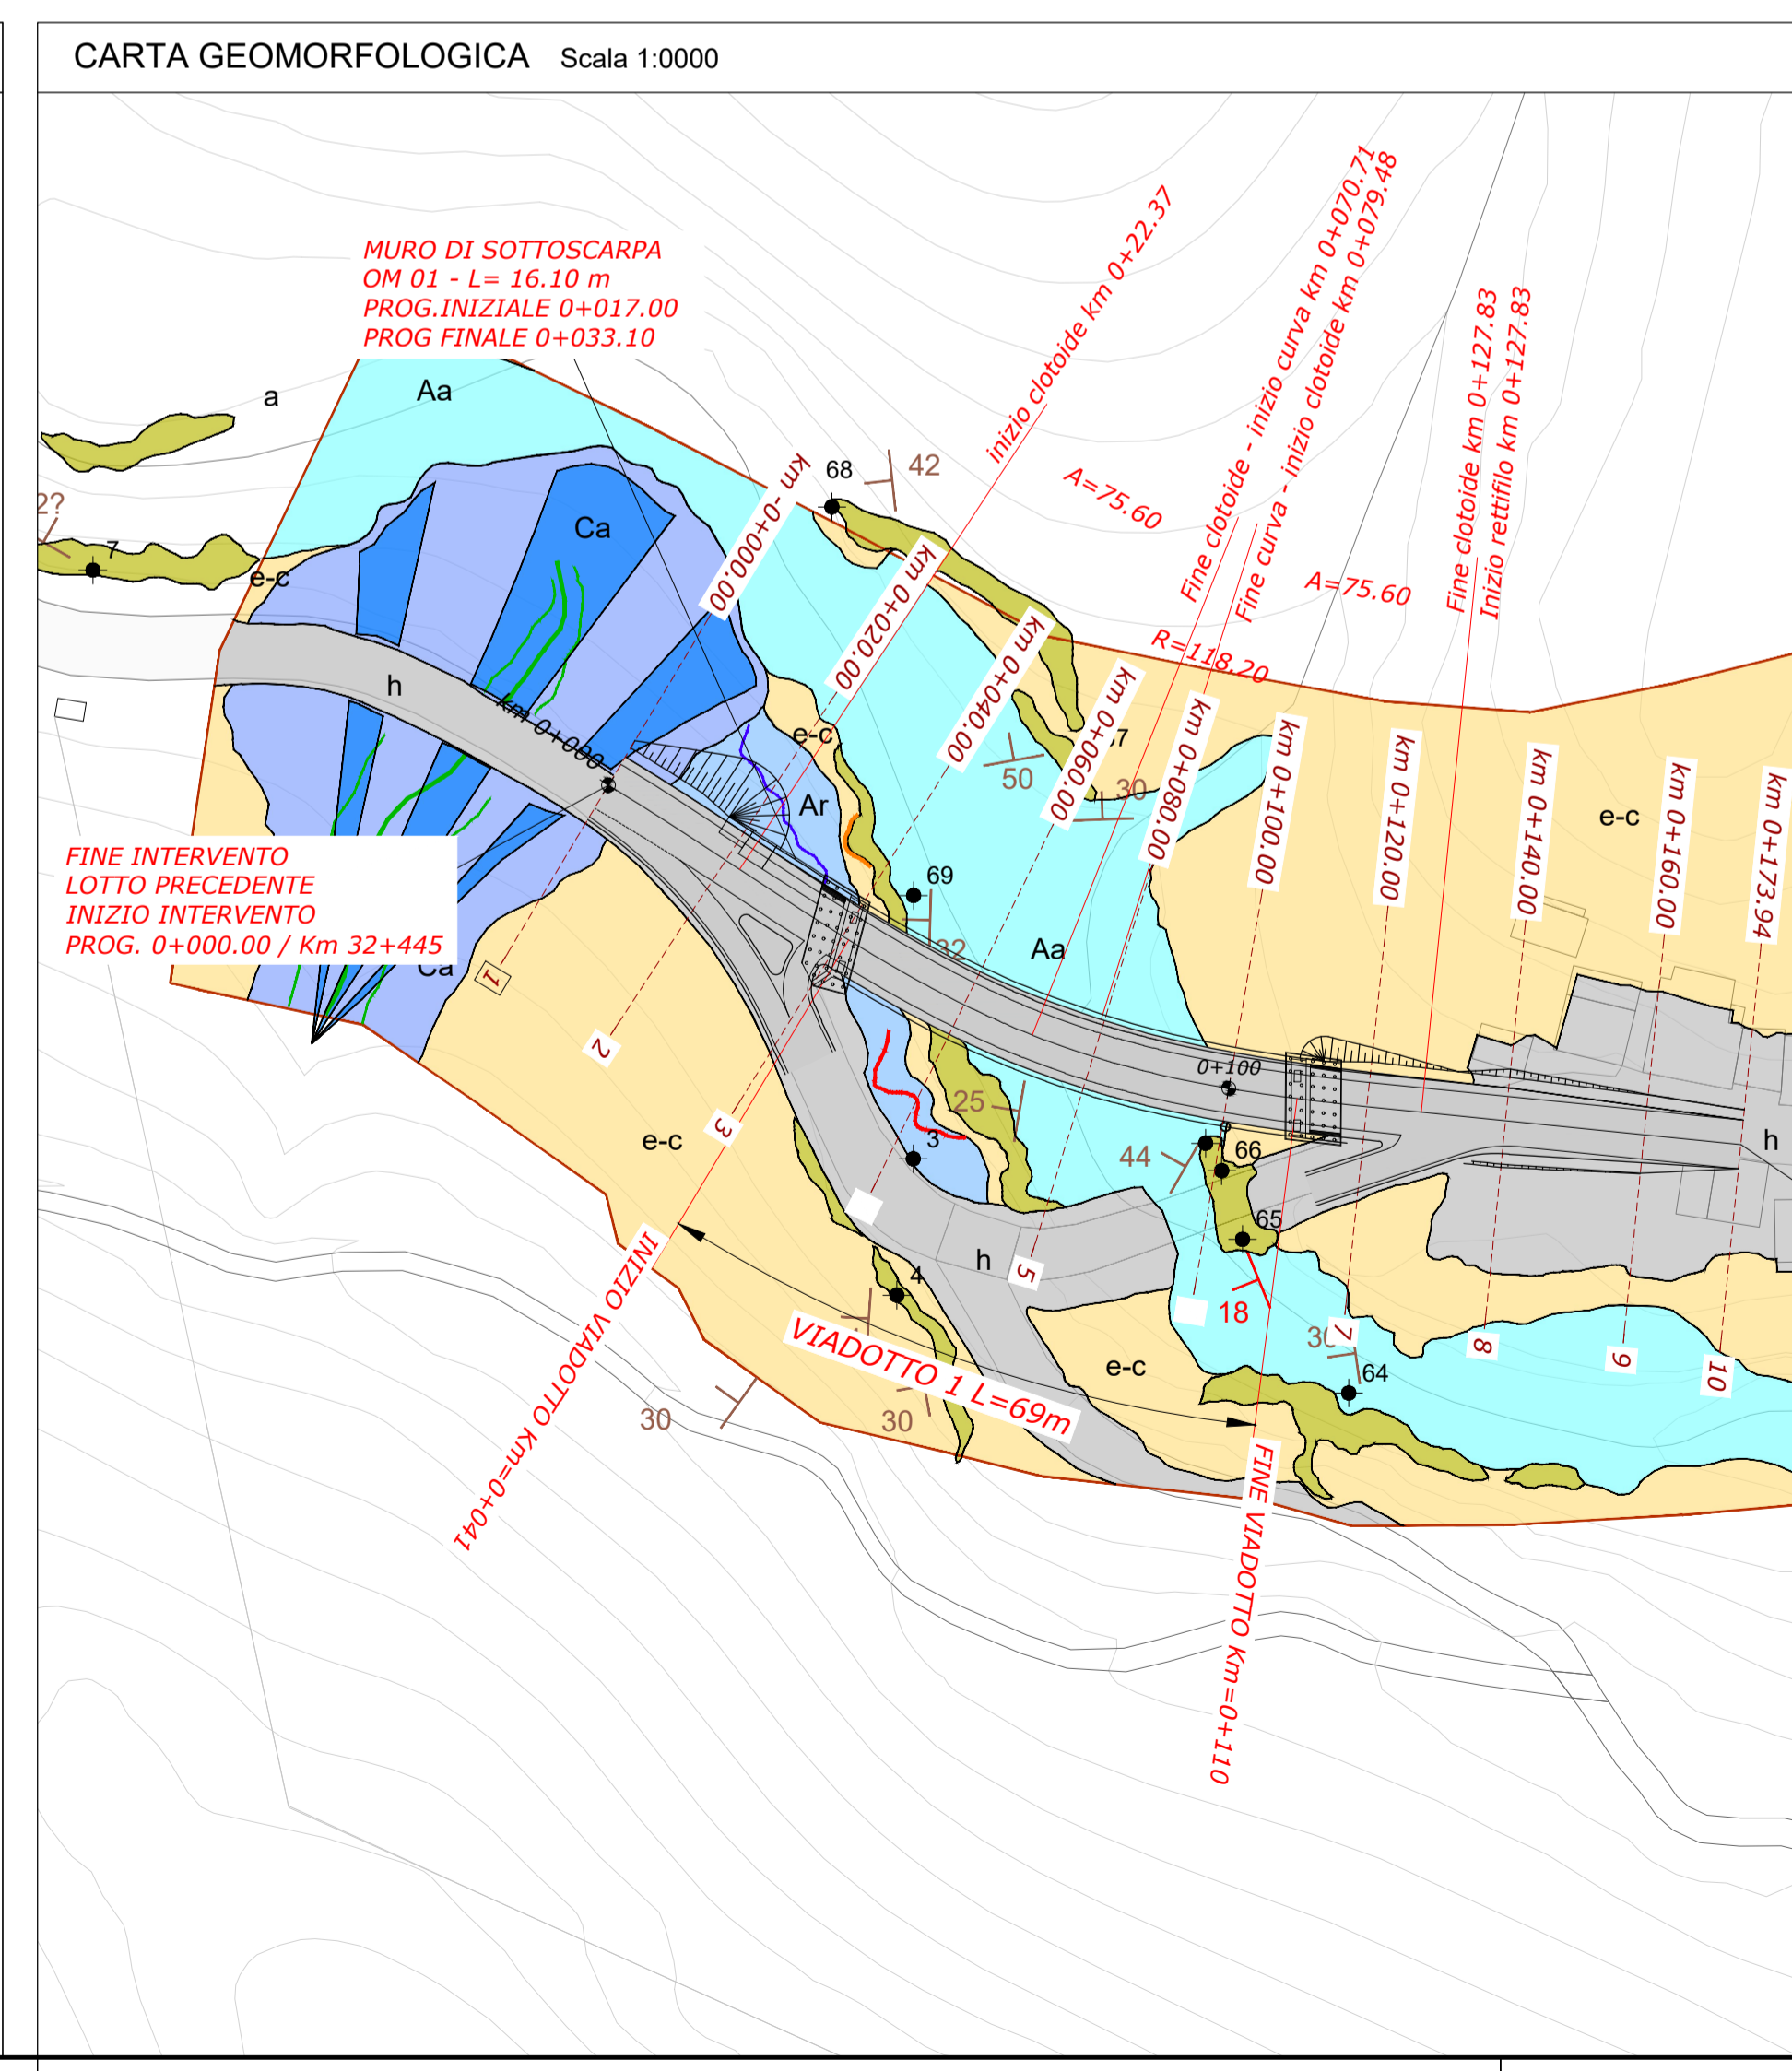 CARTA GEOMORFOLOGICA Scala 1:0000
MURO DI SOTTOSCARPA
OM 01 - L= 16.10 m
PROG.INIZIALE 0+017.00
PROG FINALE 0+033.10
inizio clotoide km 0+22.37
Fine clotoide - inizio curva km 0+070.71
Fine curva - inizio clotoide km 0+079.48
Fine clotoide km 0+127.83
Inizio rettifilo km 0+127.83
A=75.60
A=75.60
R=118.20
a
Aa
2?
7
e-c
Ca
h
68
42
km -0+000.00
km 0+020.00
km 0+040.00
km 0+060.00
km 0+080.00
km 0+100.00
km 0+120.00
km 0+140.00
km 0+160.00
km 0+173.94
km 0+000
e-c
Ar
50
30
e-c
69
32
Aa
FINE INTERVENTO
LOTTO PRECEDENTE
INIZIO INTERVENTO
PROG. 0+000.00 / Km 32+445
Ca
1
2
3
0+100
25
e-c
3
44
66
65
h
h
5
4
18
30
7
8
9
10
64
e-c
30
30
VIADOTTO 1 L=69m
INIZIO VIADOTTO Km=0+041
FINE VIADOTTO Km=0+110